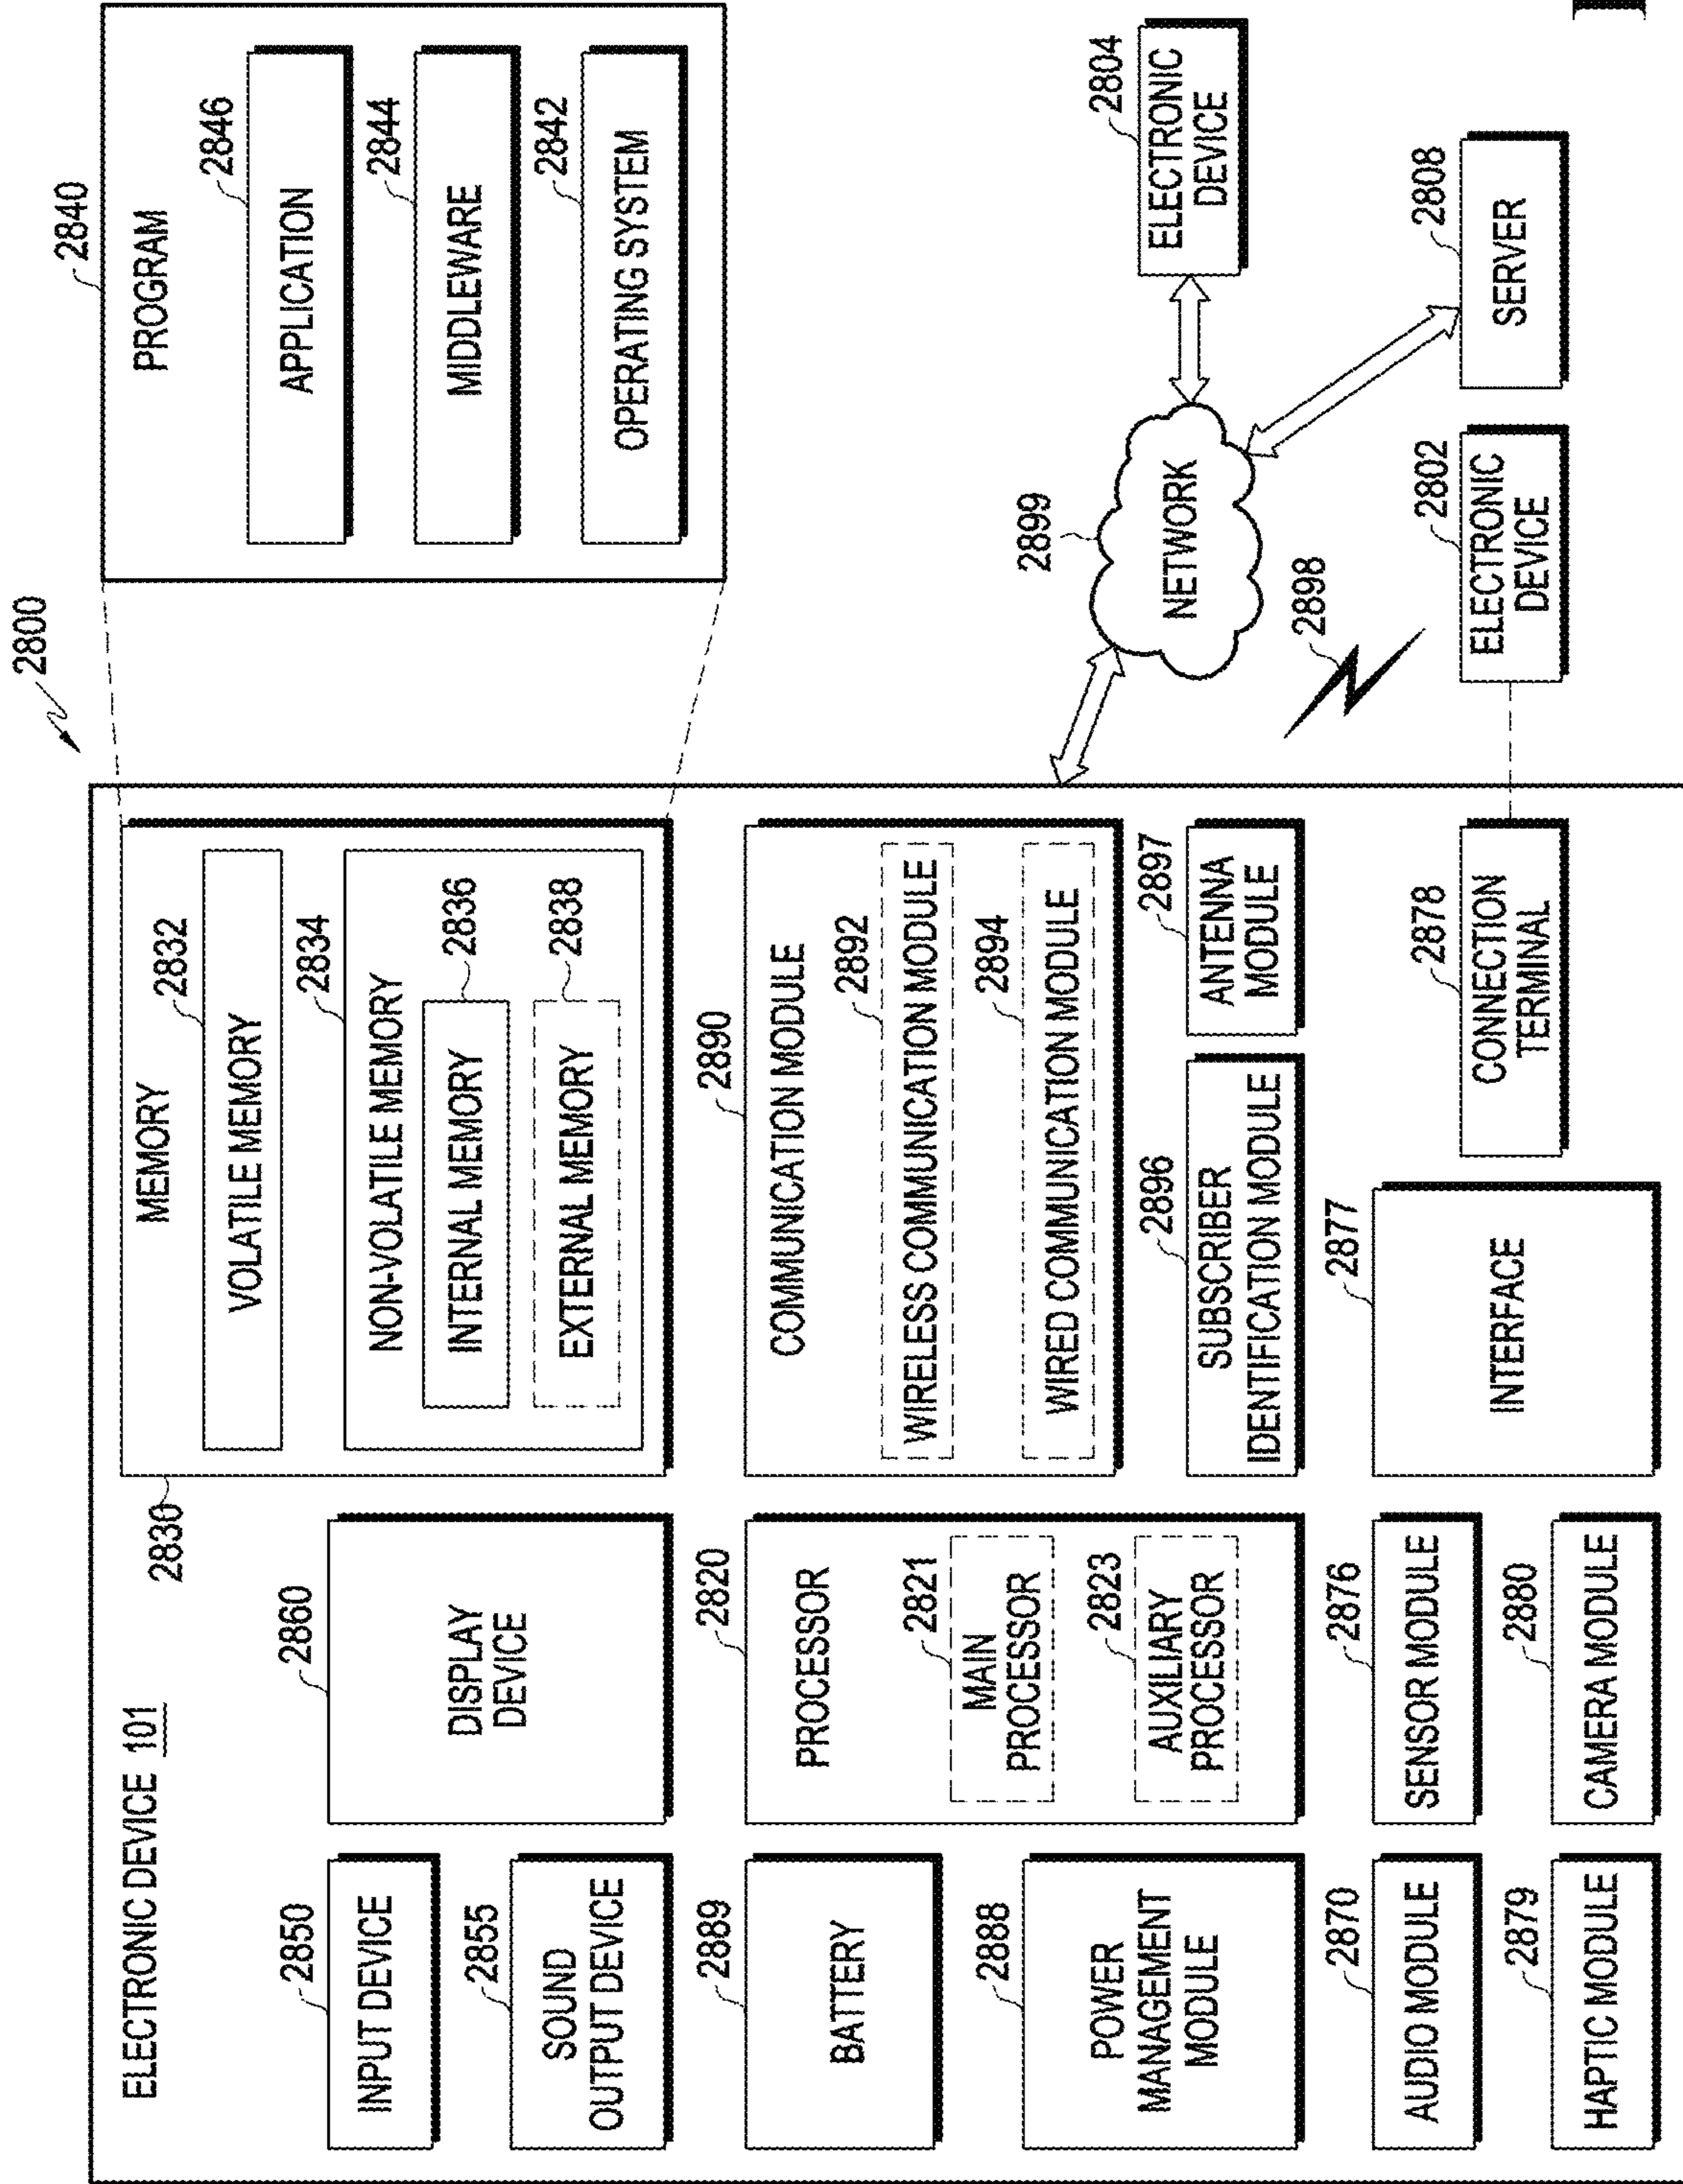 2800
ELECTRONIC DEVICE 101
2830
MEMORY
2832
VOLATILE MEMORY
2834
NON-VOLATILE MEMORY
2836
INTERNAL MEMORY
2838
EXTERNAL MEMORY
2840
PROGRAM
2846
APPLICATION
2844
MIDDLEWARE
2842
OPERATING SYSTEM
2850
INPUT DEVICE
2855
SOUND
OUTPUT DEVICE
2860
DISPLAY
DEVICE
2889
BATTERY
2888
POWER
MANAGEMENT
MODULE
2820
PROCESSOR
2821
MAIN
PROCESSOR
2823
AUXILIARY
PROCESSOR
2890
COMMUNICATION MODULE
2892
WIRELESS COMMUNICATION MODULE
2894
WIRED COMMUNICATION MODULE
2896
SUBSCRIBER
IDENTIFICATION MODULE
2897
ANTENNA
MODULE
2870
AUDIO MODULE
2876
SENSOR MODULE
2877
INTERFACE
2878
CONNECTION
TERMINAL
2879
HAPTIC MODULE
2880
CAMERA MODULE
2899
NETWORK
2804
ELECTRONIC
DEVICE
2898
2802
ELECTRONIC
DEVICE
2808
SERVER